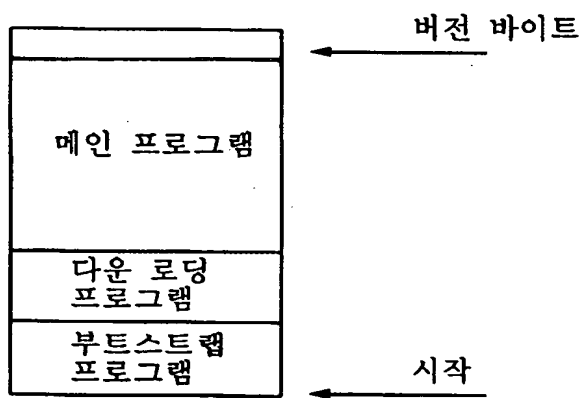 버전 바이트
메인 프로그램
다운 로딩
프로그램
부트스트랩
프로그램
시작